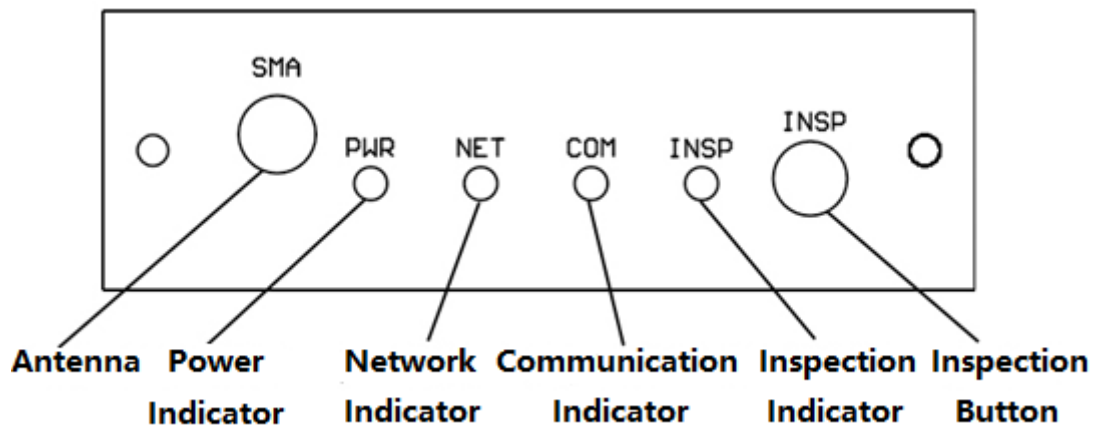 SMA
PWR
NET
COM
INSP
INSP
Antenna
Power
Indicator
Network
Indicator
Communication
Indicator
Inspection
Indicator
Inspection
Button